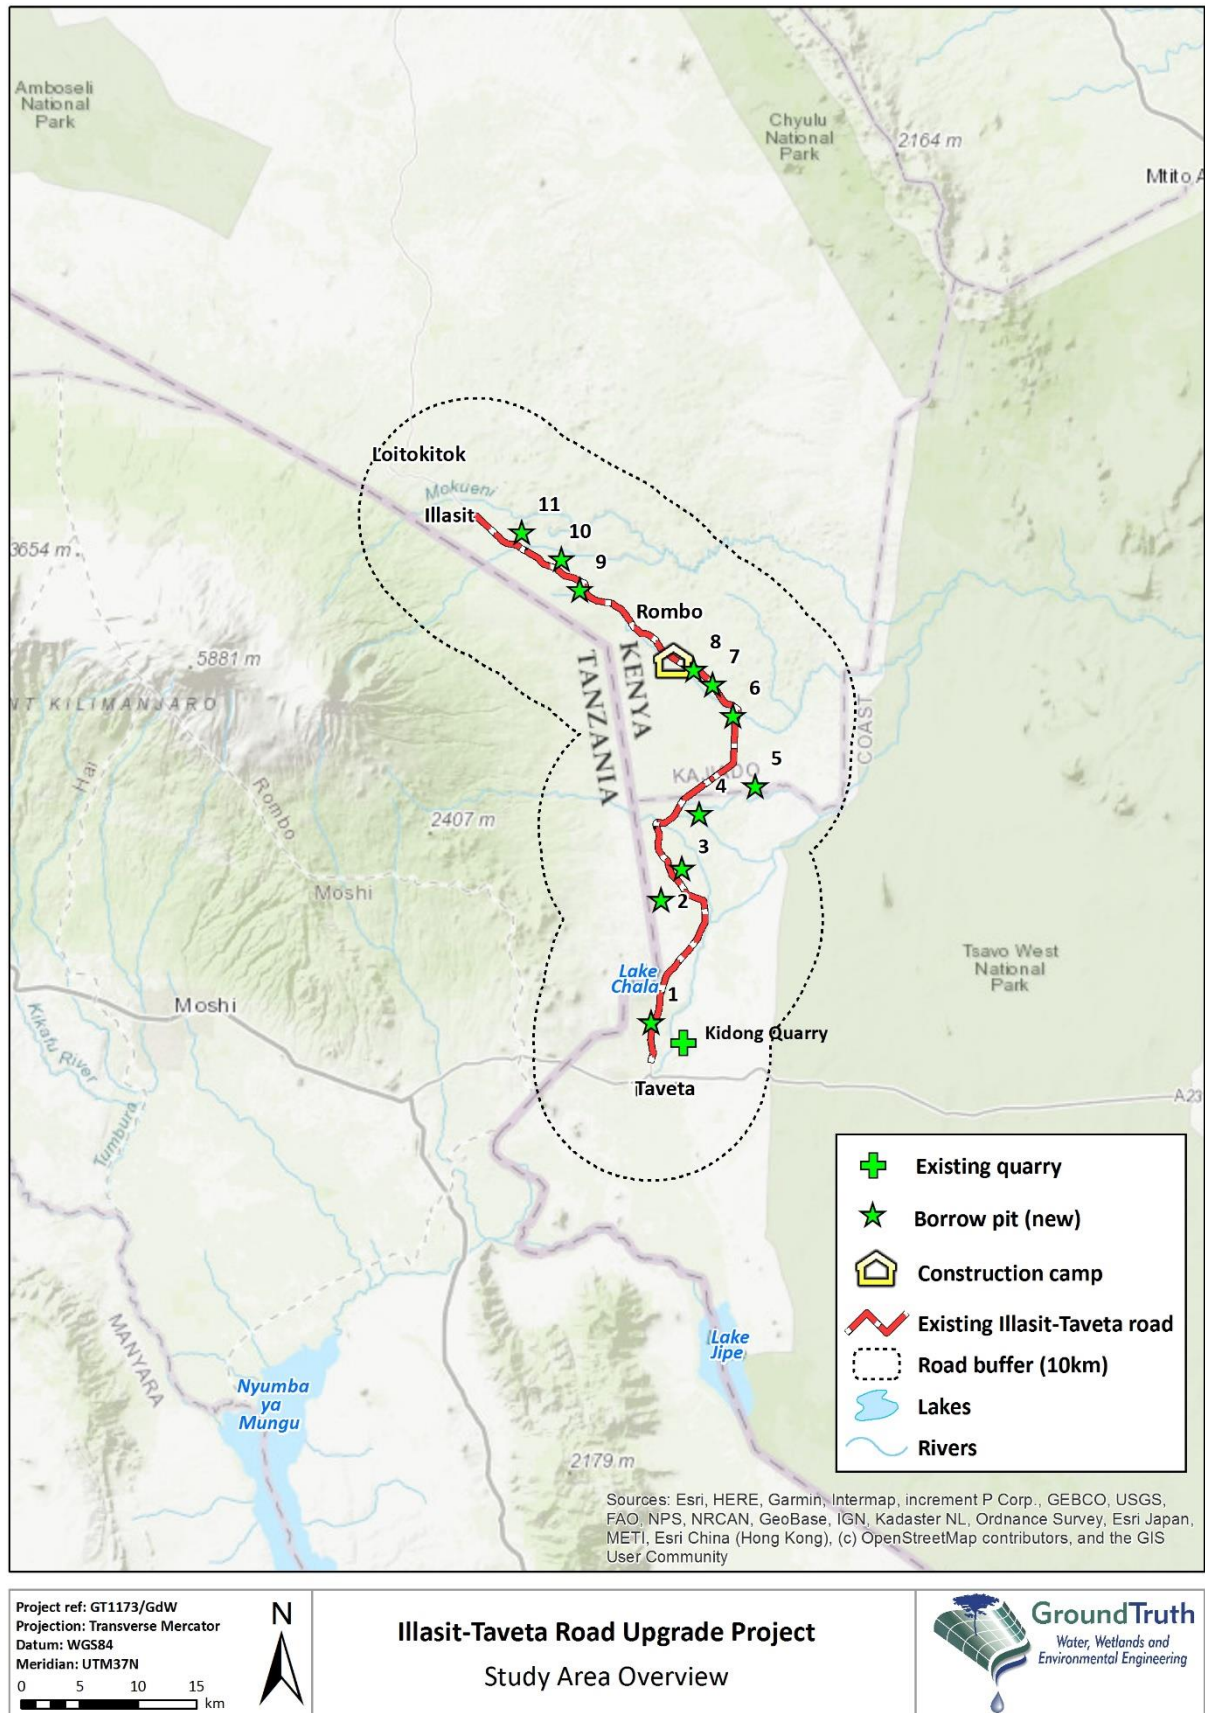 Amboseli
National
Park
Chyulu
National
Park
2164 m
Mtito A
Loitokitok
Mokueni
Illasit
11
10
9
3654 m
Rombo
8
7
6
5881 m
NT KILIMANJARO
KENYA
TANZANIA
COAST
Hai
Rombo
5
KAJIADO
4
2407 m
3
Moshi
2
Tsavo West
National
Park
Lake
Chala
1
Moshi
Kikafu River
Kidong Quarry
Taveta
A23
Tumbura
Existing quarry
Borrow pit (new)
Construction camp
Existing Illasit-Taveta road
Road buffer (10km)
Lakes
Rivers
MANYARA
Lake
Jipe
Nyumba
ya
Mungu
2179 m
Sources: Esri, HERE, Garmin, Intermap, increment P Corp., GEBCO, USGS,
FAO, NPS, NRCAN, GeoBase, IGN, Kadaster NL, Ordnance Survey, Esri Japan,
METI, Esri China (Hong Kong), (c) OpenStreetMap contributors, and the GIS
User Community
Project ref: GT1173/GdW
Projection: Transverse Mercator
Datum: WGS84
Meridian: UTM37N
0 5 10 15
km
N
Illasit-Taveta Road Upgrade Project
Study Area Overview
GroundTruth
Water, Wetlands and
Environmental Engineering